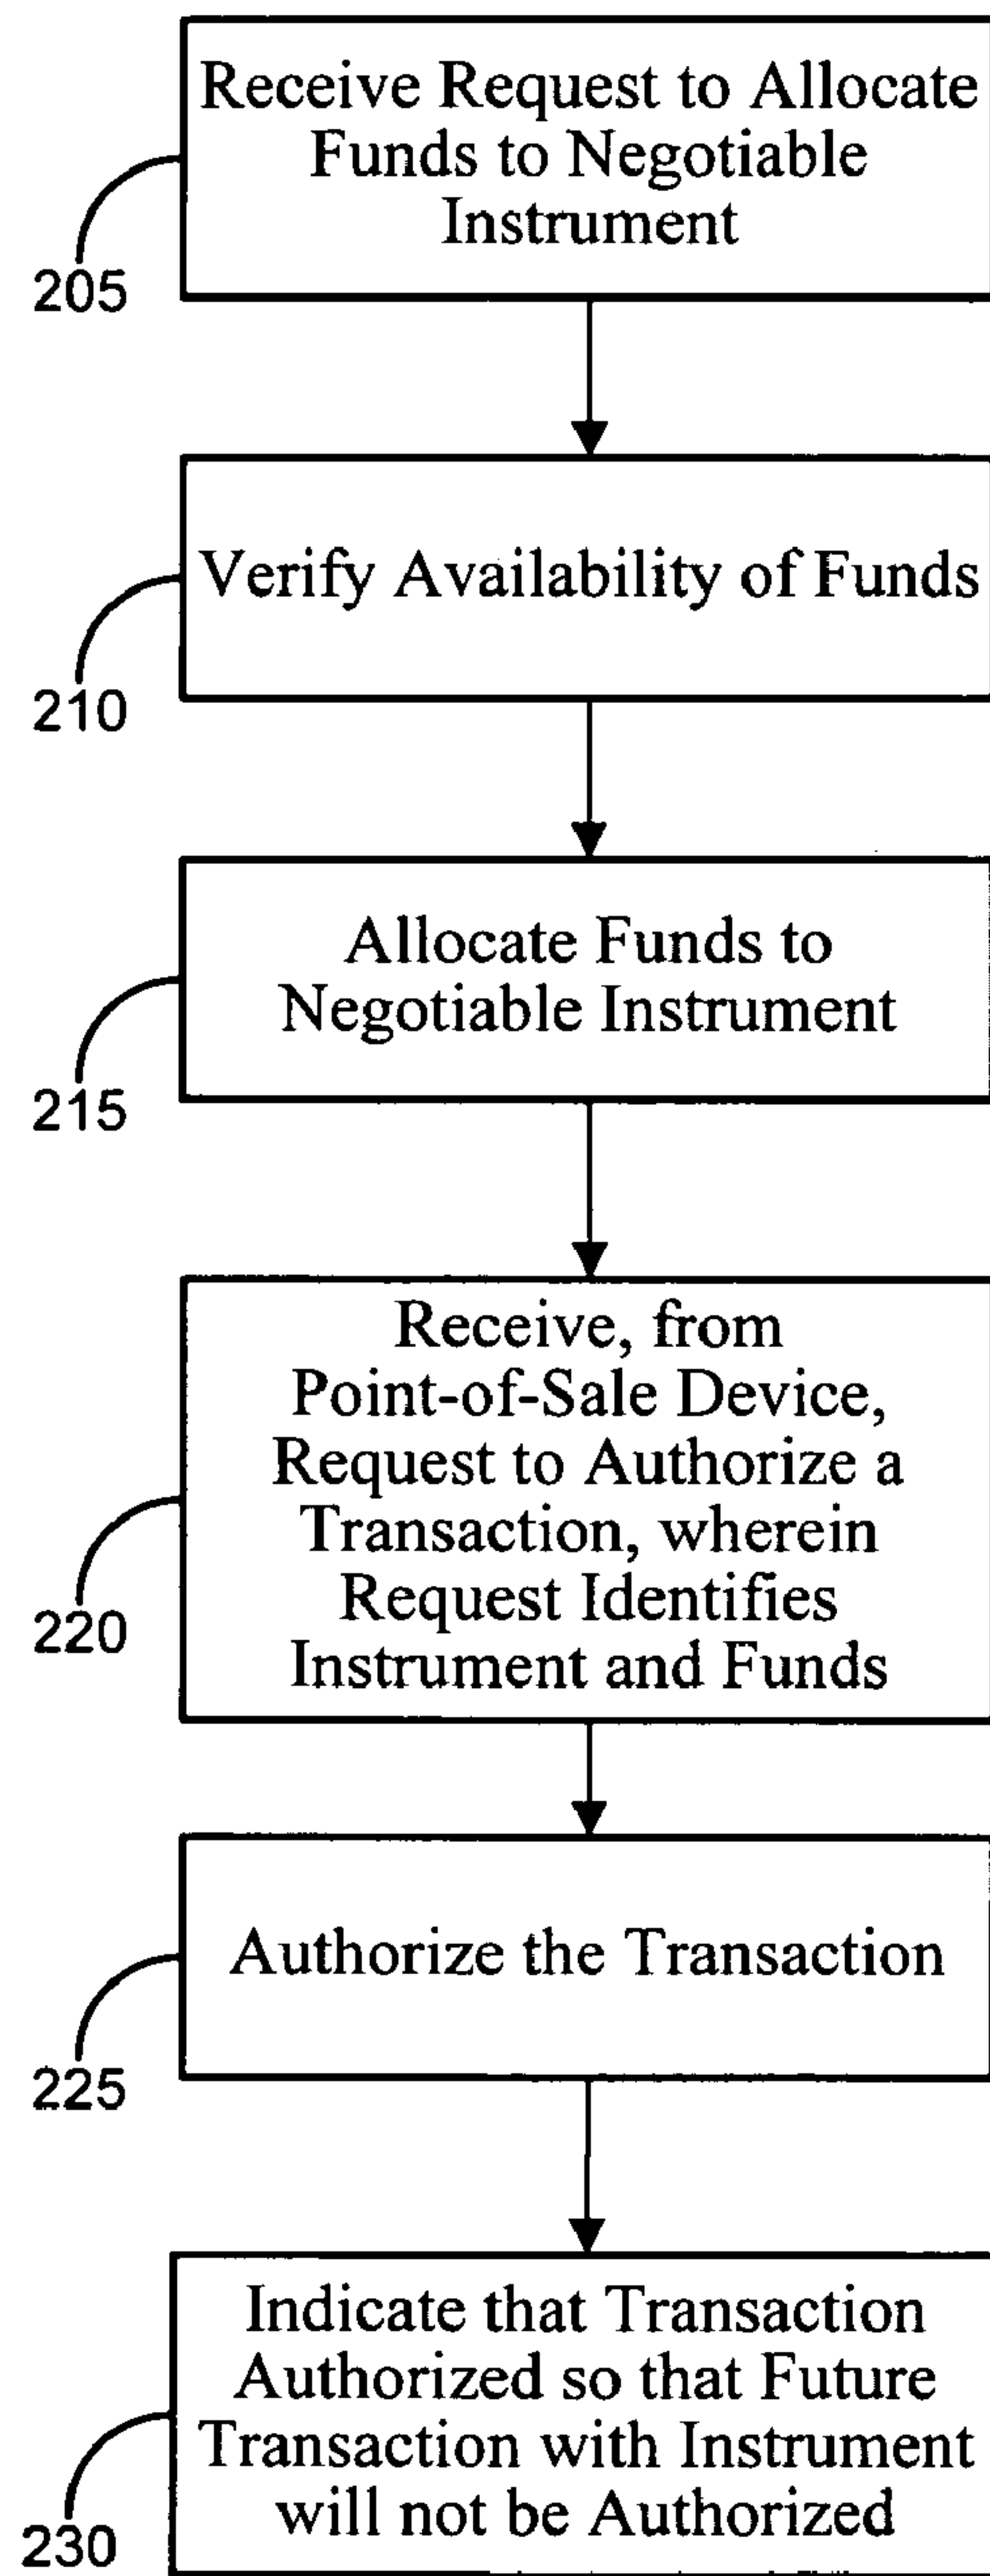 Receive Request to Allocate
Funds to Negotiable
Instrument
205
Verify Availability of Funds
210
Allocate Funds to
Negotiable Instrument
215
Receive, from
Point-of-Sale Device,
Request to Authorize a
Transaction, wherein
Request Identifies
Instrument and Funds
220
Authorize the Transaction
225
Indicate that Transaction
Authorized so that Future
Transaction with Instrument
will not be Authorized
230